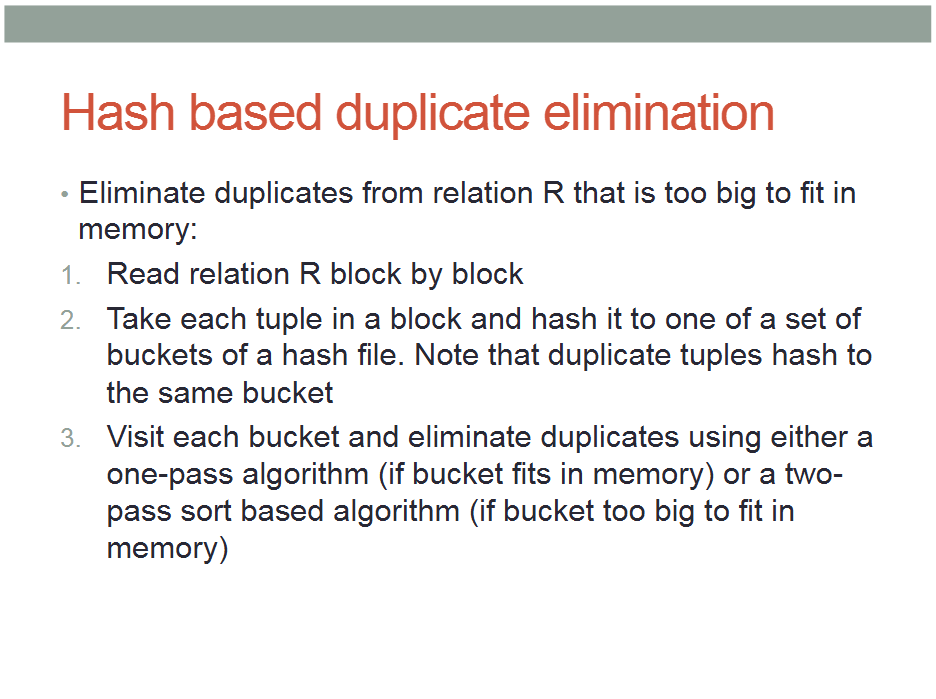 Hash based duplicate elimination
• Eliminate duplicates from relation R that is too big to fit in
memory:
1. Read relation R block by block
2. Take each tuple in a block and hash it to one of a set of
buckets of a hash file. Note that duplicate tuples hash to
the same bucket
3. Visit each bucket and eliminate duplicates using either a
one-pass algorithm (if bucket fits in memory) or a two-
pass sort based algorithm (if bucket too big to fit in
memory)